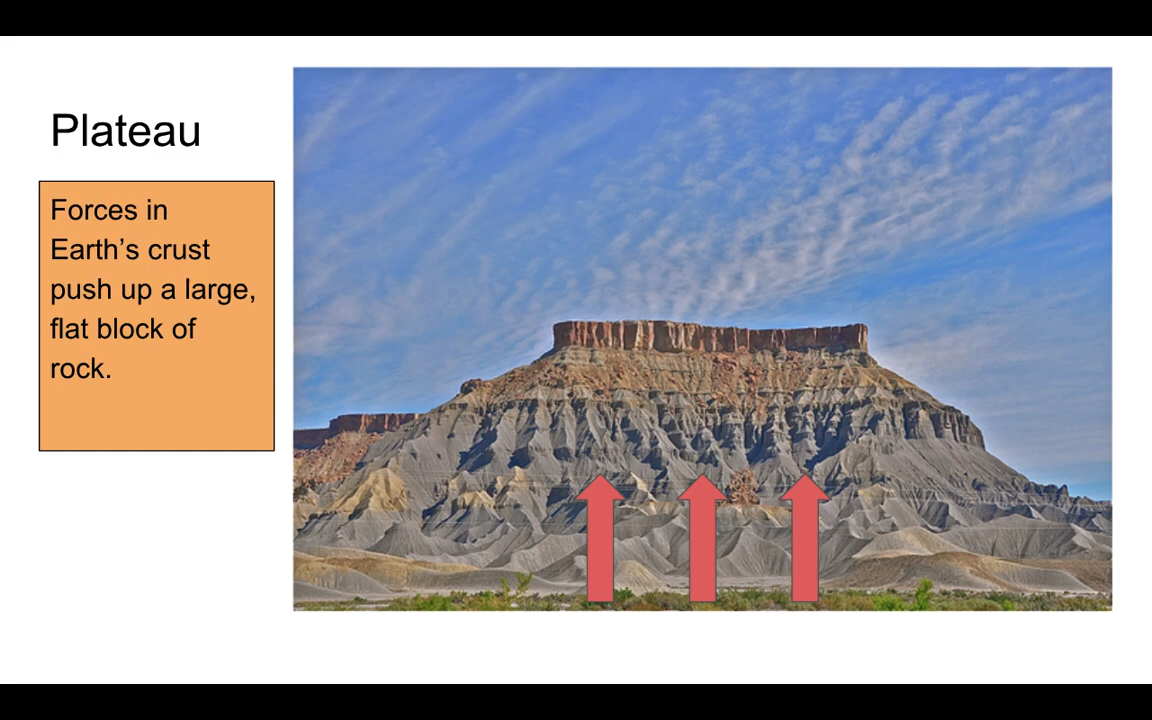 Plateau
Forces in
Earth’s crust
push up a large,
flat block of
rock.